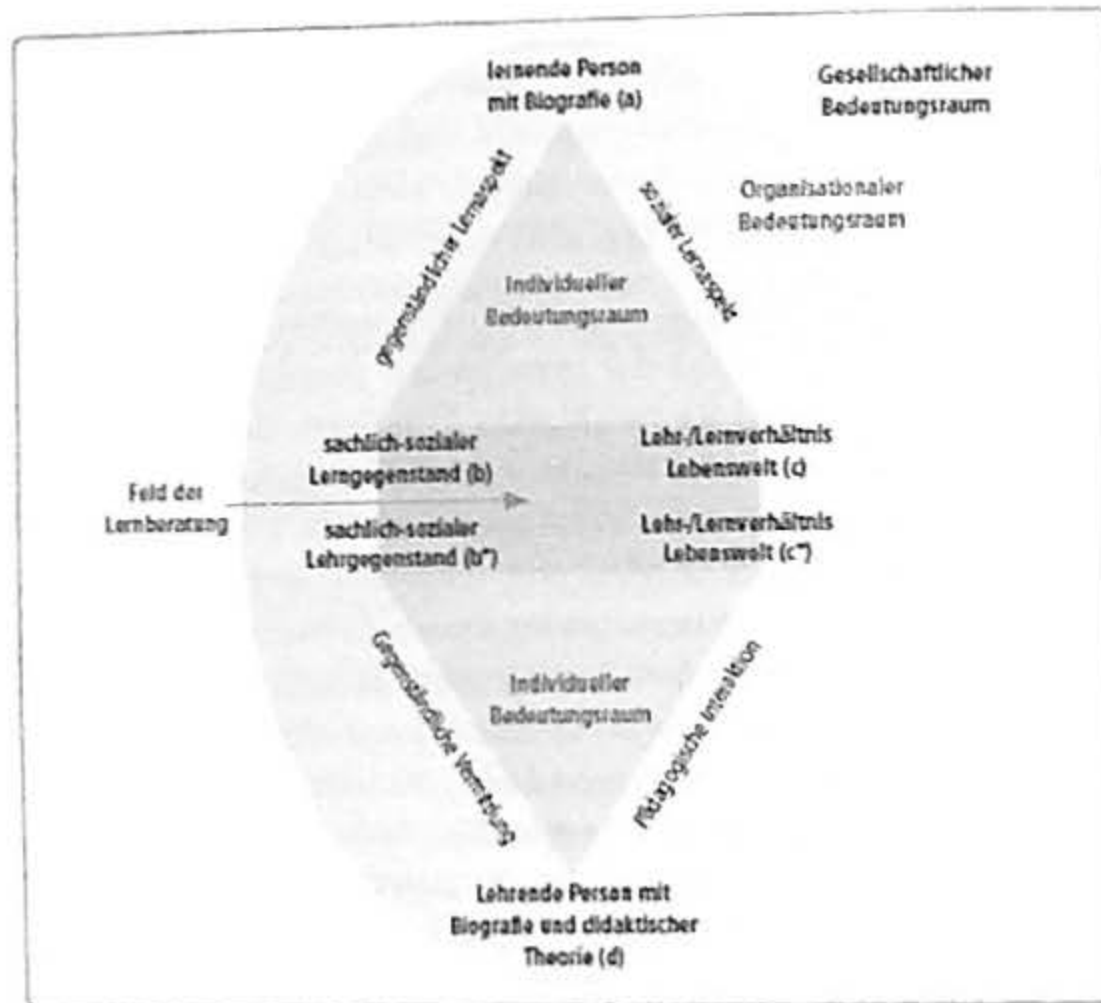 lernende Person
mit Biografie (a)
Gesellschaftlicher
Bedeutungsraum
Organisationaler
Bedeutungsraum
gegenständlicher Lernaspekt
sozialer Lernaspekt
Individueller
Bedeutungsraum
sachlich-sozialer
Lerngegenstand (b)
Lehr-/Lernverhältnis
Lebenswelt (c)
Feld der
Lernberatung
sachlich-sozialer
Lehrgegenstand (b")
Lehr-/Lernverhältnis
Lebenswelt (c")
Gegenständliche Vermittlung
Individueller
Bedeutungsraum
Pädagogische Interaktion
Lehrende Person mit
Biografie und didaktischer
Theorie (d)